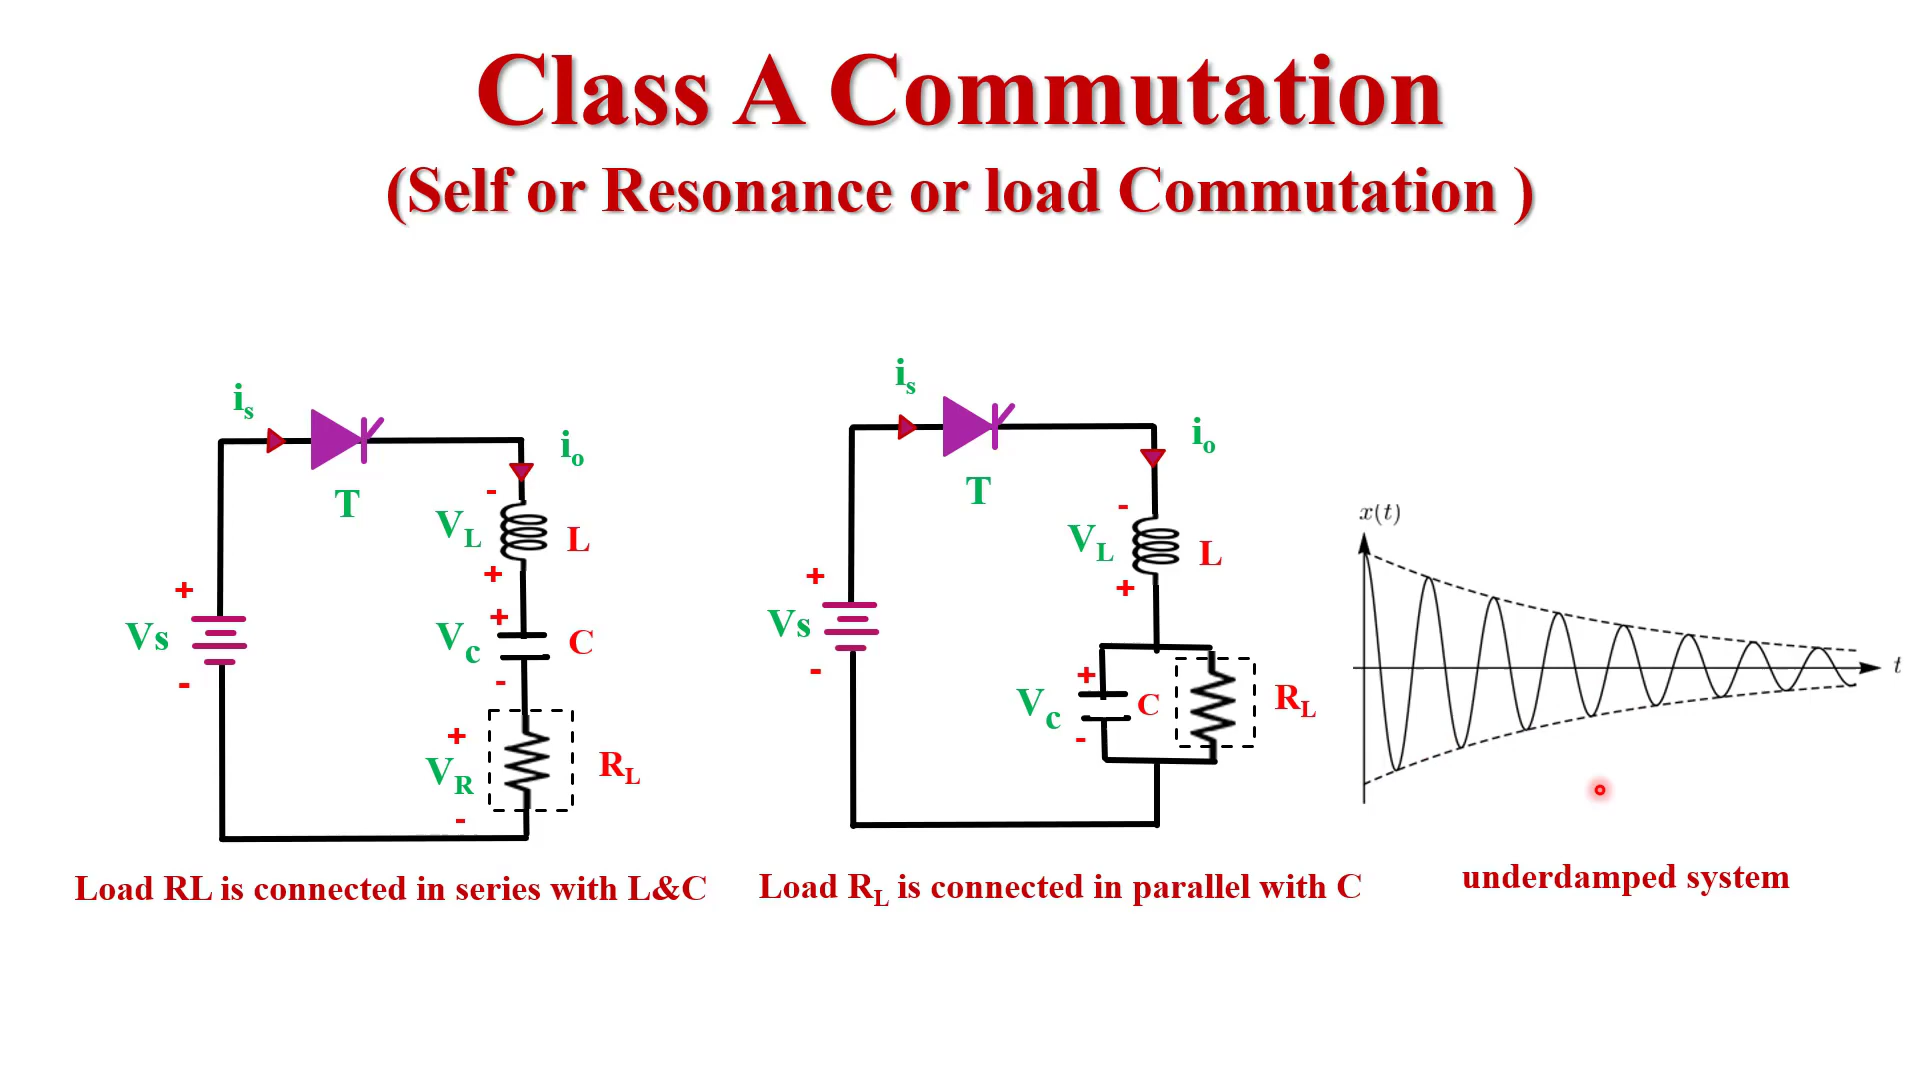 Class A Commutation
(Self or Resonance or load Commutation )
is
T
io
-
VL
L
+
+
Vs
-
+
Vc
C
-
+
VR
RL
-
Load RL is connected in series with L&C
is
T
io
-
VL
L
+
+
Vs
-
+
Vc
C
-
RL
Load RL is connected in parallel with C
x(t)
t
underdamped system